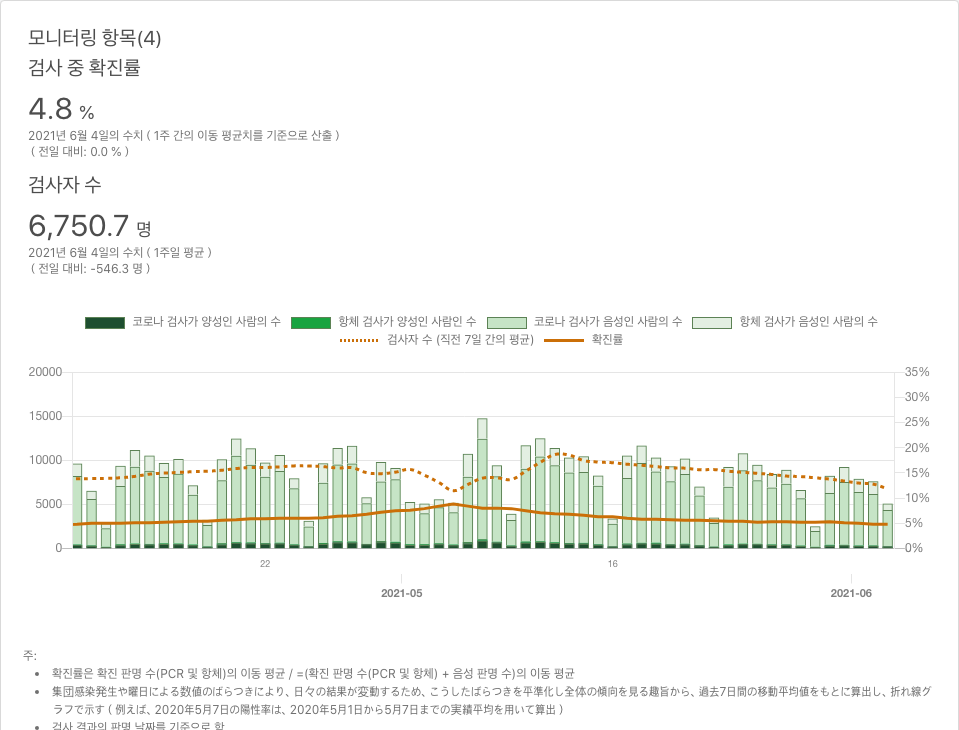 모니터링 항목(4)
검사 중 확진률
4.8 %
2021년 6월 4일의 수치 ( 1주 간의 이동 평균치를 기준으로 산출 )
( 전일 대비: 0.0 % )
검사자 수
6,750.7 명
2021년 6월 4일의 수치 ( 1주일 평균 )
( 전일 대비: -546.3 명 )
코로나 검사가 양성인 사람의 수 항체 검사가 양성인 사람인 수 코로나 검사가 음성인 사람의 수 항체 검사가 음성인 사람의 수
검사자 수 (직전 7일 간의 평균) 확진률
20000 35%
30%
15000 25%
20%
10000 15%
10%
5000 5%
0 0%
22 16
2021-05 2021-06
주:
• 확진률은 확진 판명 수(PCR 및 항체)의 이동 평균 / =(확진 판명 수(PCR 및 항체) + 음성 판명 수)의 이동 평균
• 集団感染発生や曜日による数値のばらつきにより、日々の結果が変動するため、こうしたばらつきを平準化し全体の傾向を見る趣旨から、過去7日間の移動平均値をもとに算出し、折れ線グ
ラフで示す ( 例えば、2020年5月7日の陽性率は、2020年5月1日から5月7日までの実績平均を用いて算出 )
• 검사 결과의 판명 날짜를 기준으로 함